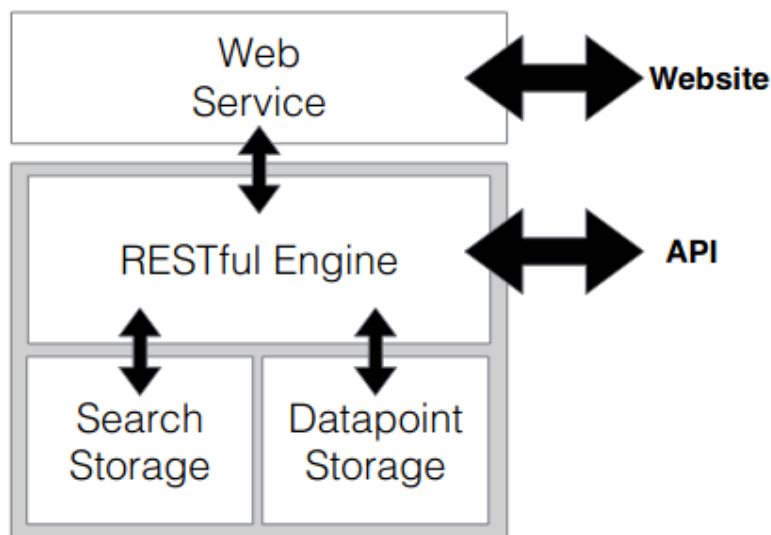 Web
Service
Website
RESTful Engine
API
Search
Storage
Datapoint
Storage